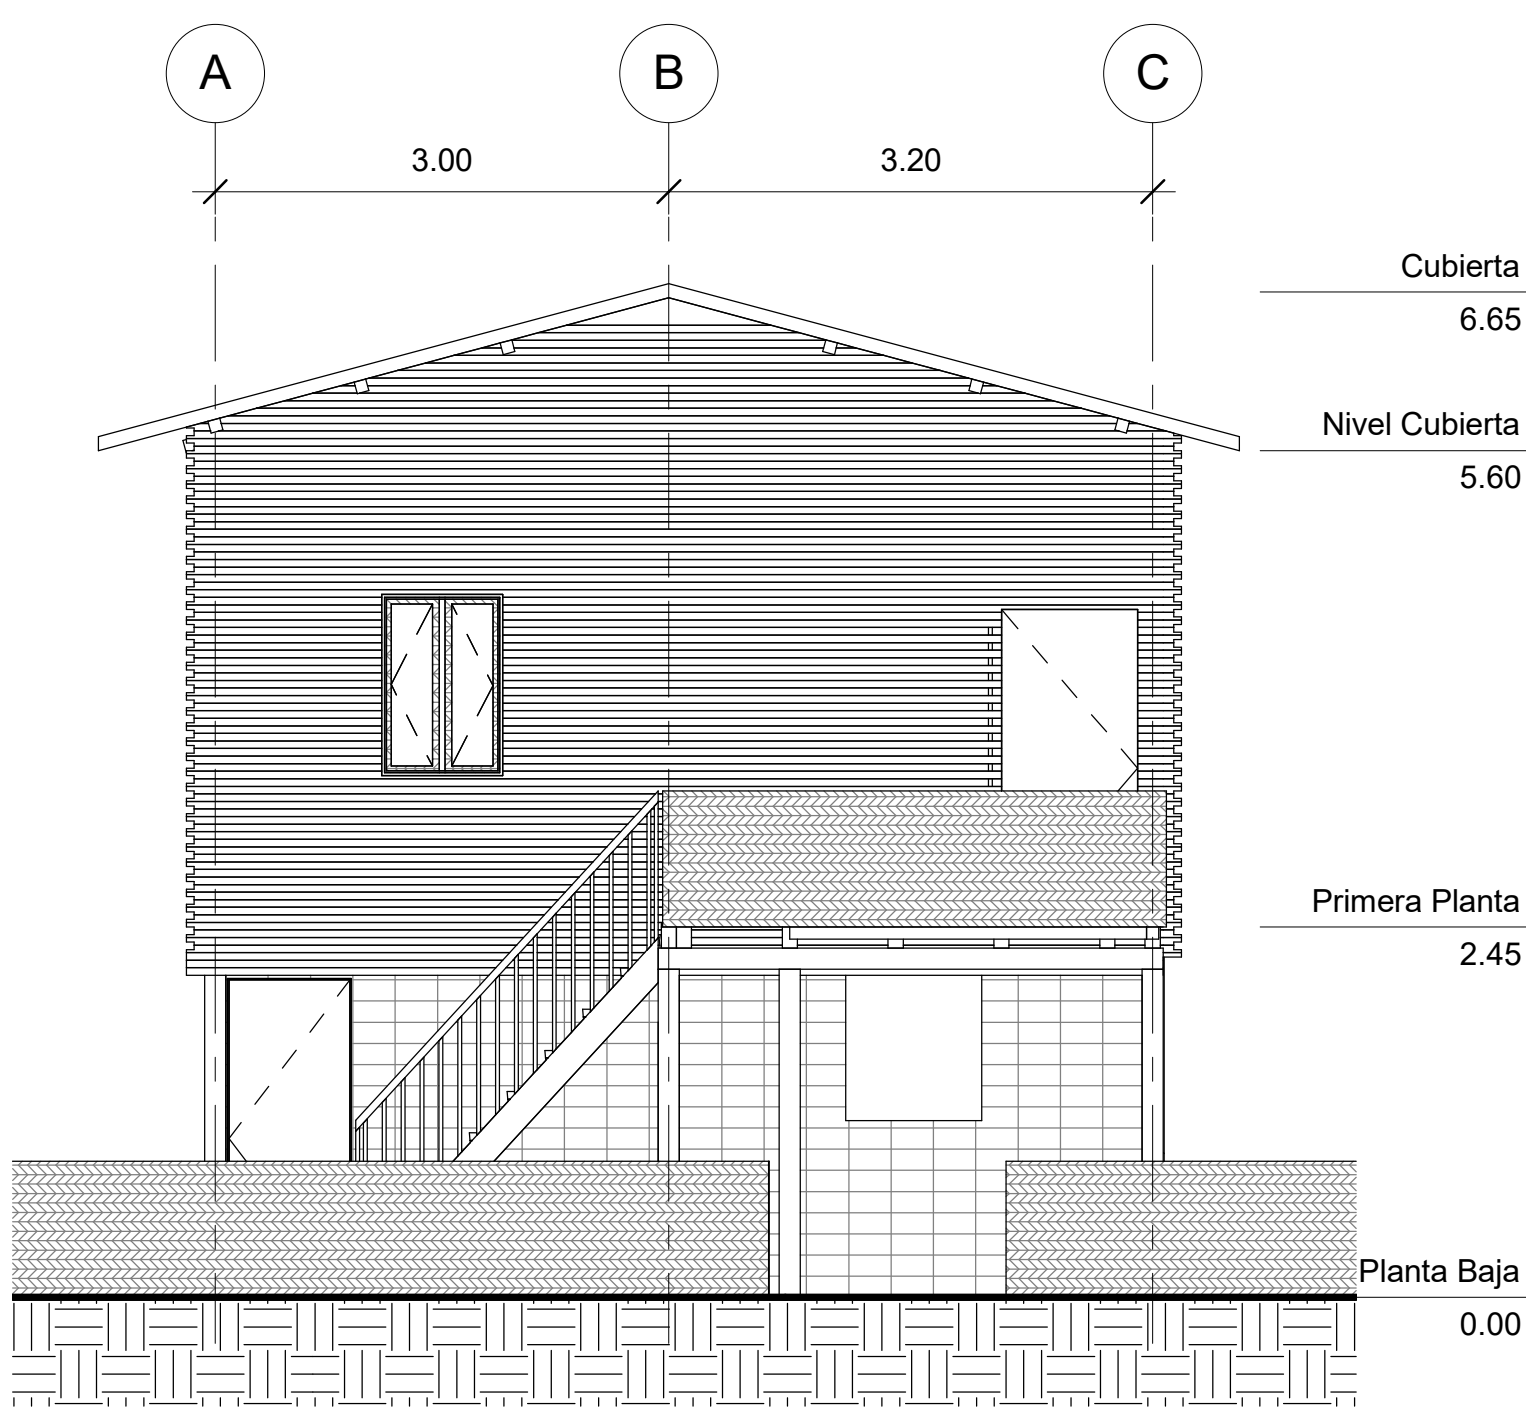 A
B
C
3.00
3.20
Cubierta
6.65
Nivel Cubierta
5.60
Primera Planta
2.45
Planta Baja
0.00